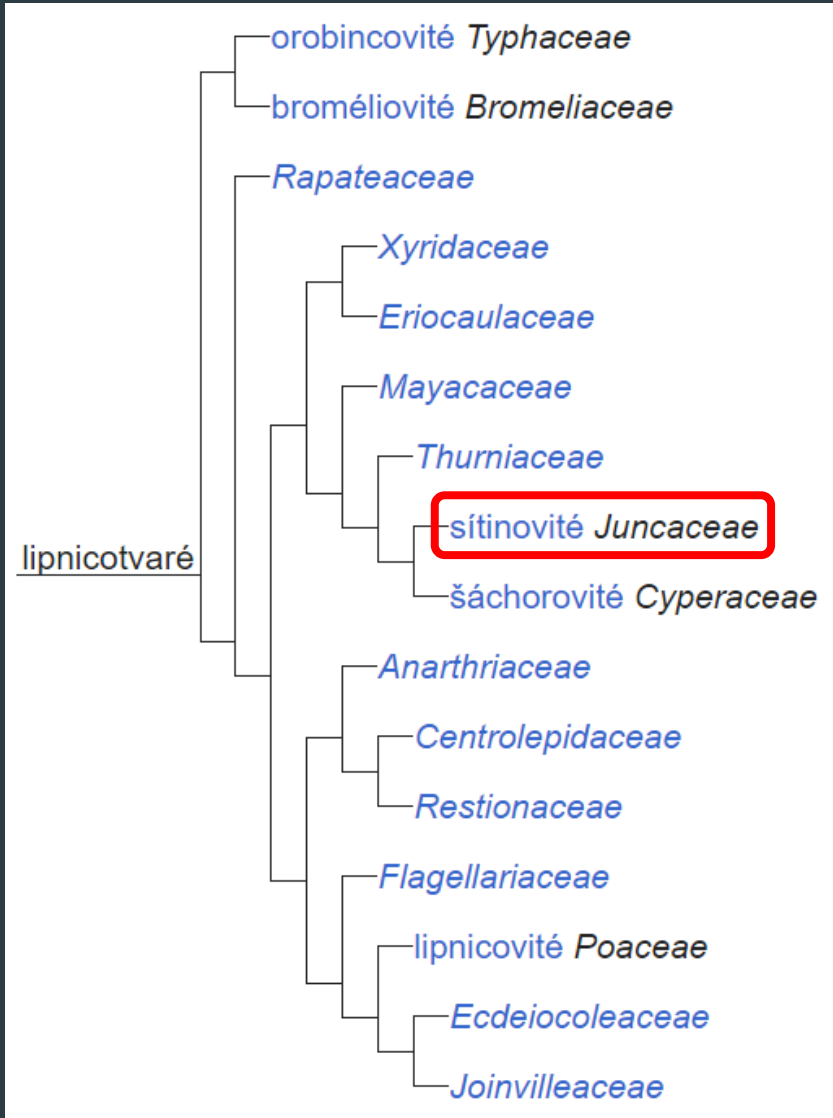 orobincovité Typhaceae
broméliovité Bromeliaceae
Rapateaceae
Xyridaceae
Eriocaulaceae
Mayacaceae
Thurniaceae
sítinovité Juncaceae
lipnicotvaré
šáchorovité Cyperaceae
Anarthriaceae
Centrolepidaceae
Restionaceae
Flagellariaceae
lipnicovité Poaceae
Ecdeiocoleaceae
Joinvilleaceae